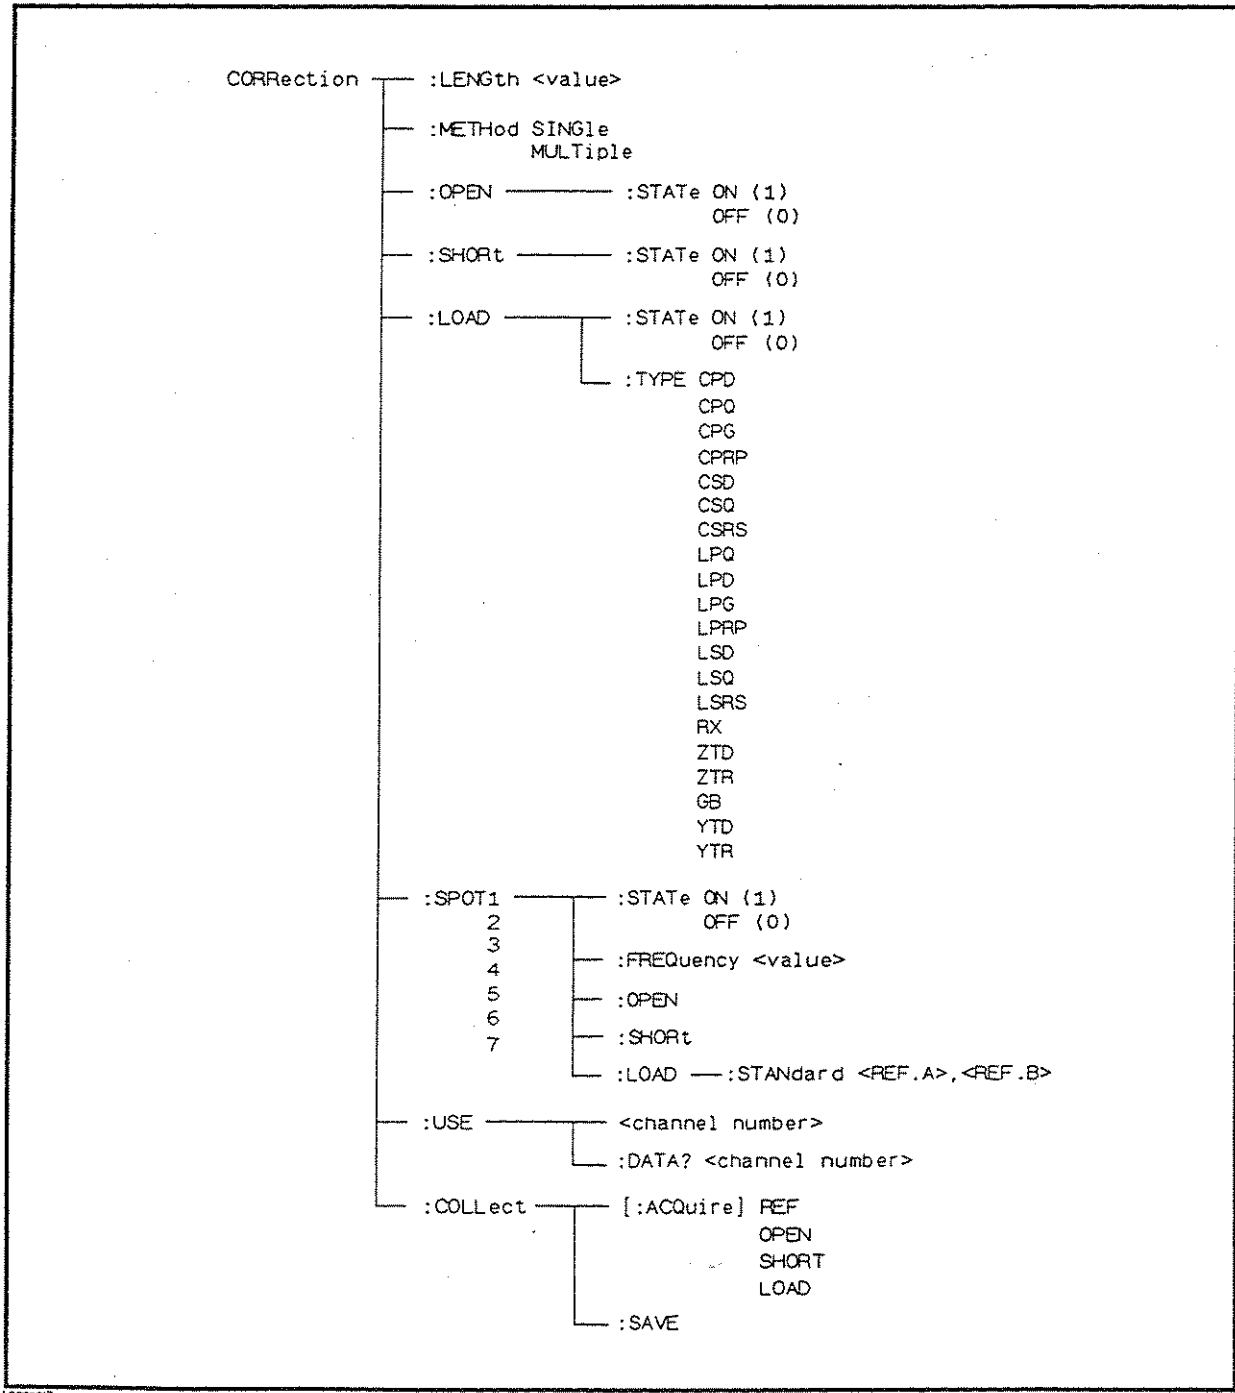 CORRection :LENGth <value>
:METHod SINGle
MULTiple
:OPEN :STATe ON (1)
OFF (0)
:SHORt :STATe ON (1)
OFF (0)
:LOAD :STATe ON (1)
OFF (0)
:TYPE CPD
CPQ
CPG
CPRP
CSD
CSQ
CSRS
LPQ
LPD
LPG
LPRP
LSD
LSQ
LSRS
RX
ZTD
ZTR
GB
YTD
YTR
:SPOT1 :STATe ON (1)
2 OFF (0)
3
:FREQuency <value>
4
5 :OPEN
6
7 :SHORt
:LOAD :STANdard <REF.A>,<REF.B>
:USE <channel number>
:DATA? <channel number>
:COLLect [:ACQuire] REF
OPEN
SHORT
LOAD
:SAVE